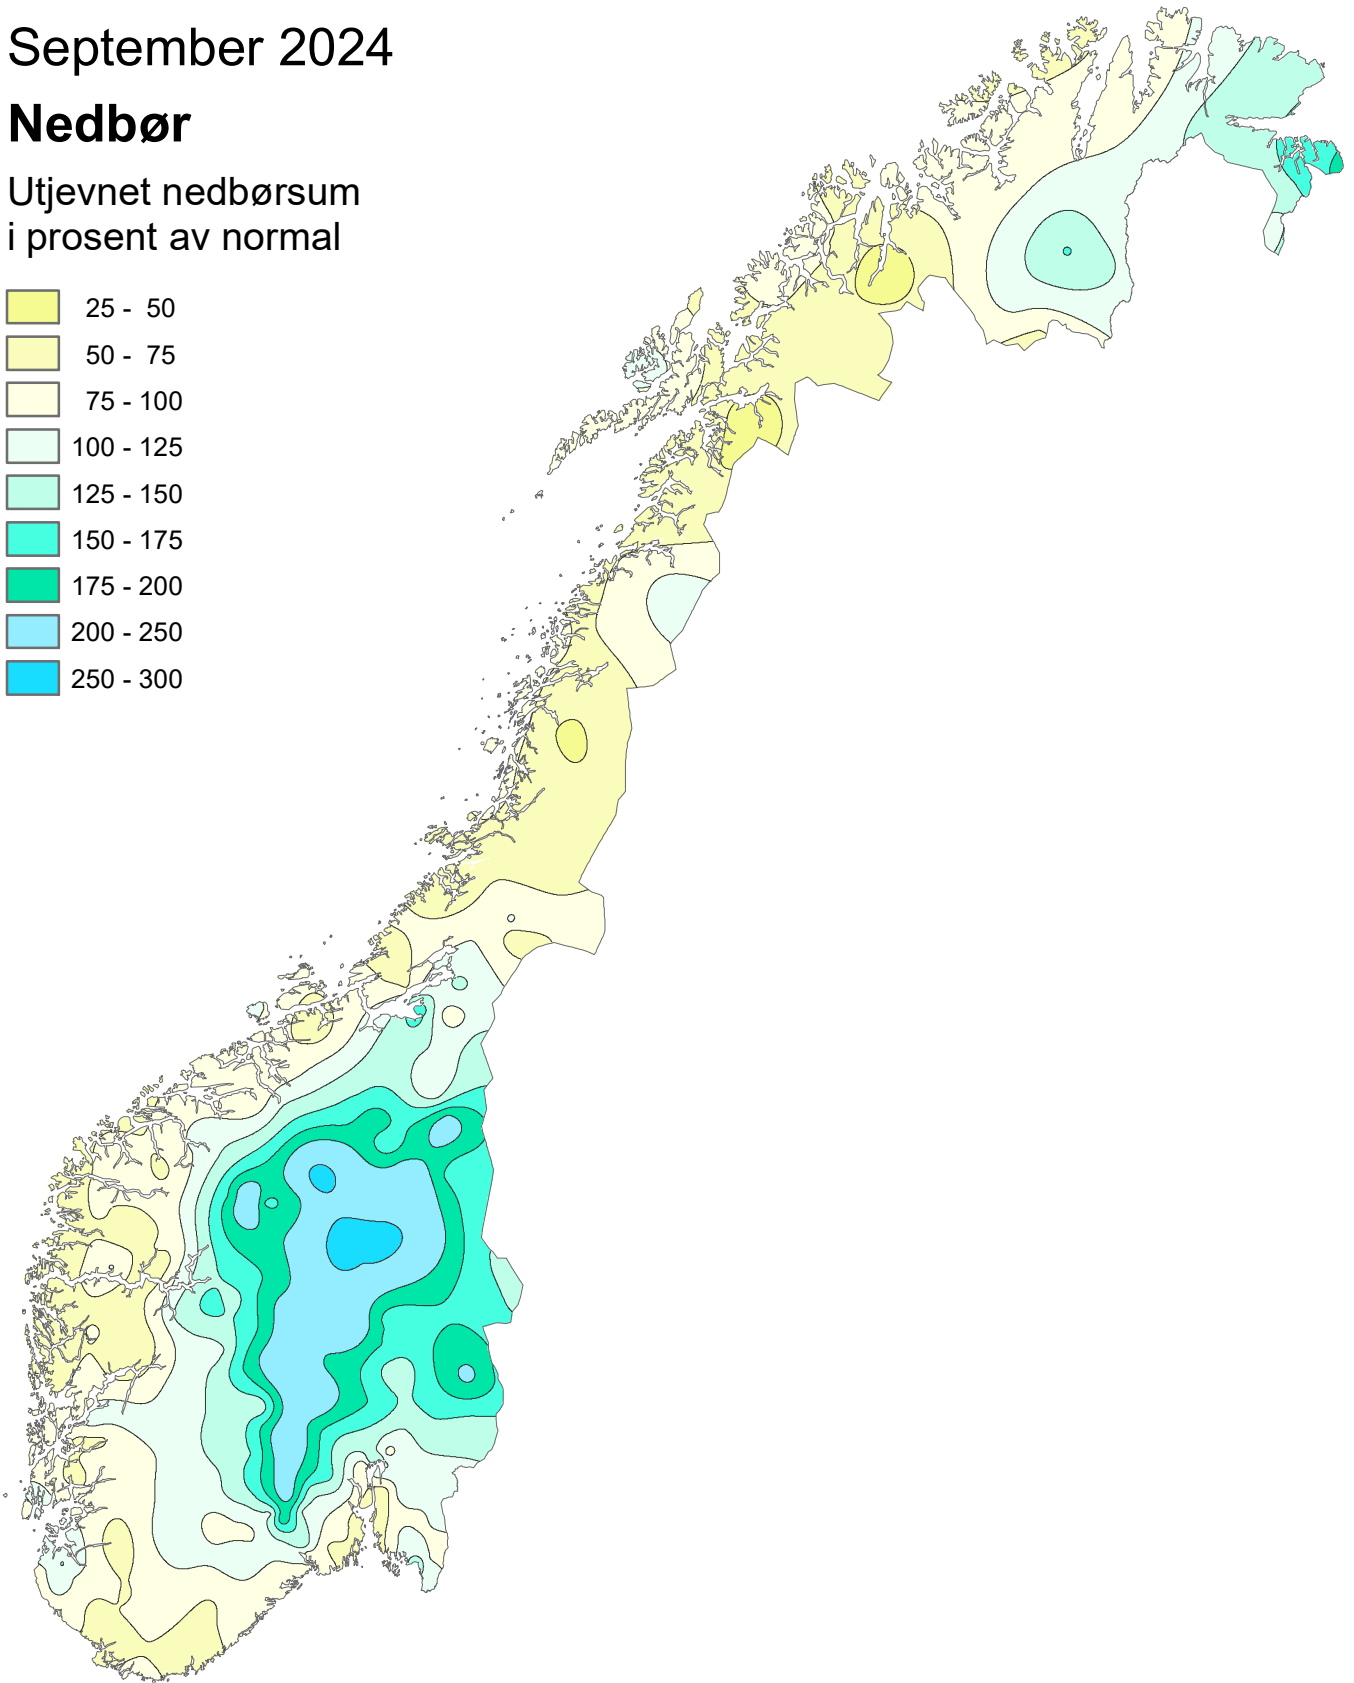 September 2024
Nedbør
Utjevnet nedbørsum
i prosent av normal
25 - 50
50 - 75
75 - 100
100 - 125
125 - 150
150 - 175
175 - 200
200 - 250
250 - 300